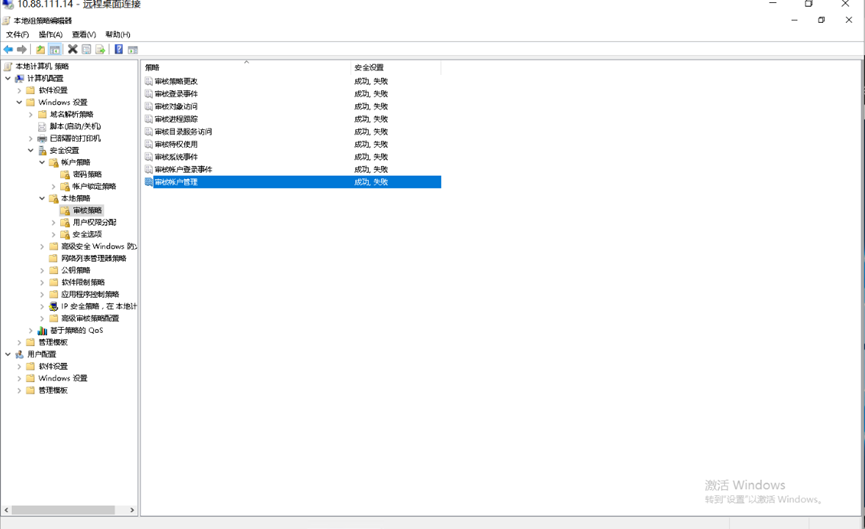 10.88.111.14 - 远程桌面连接
本地组策略编辑器
文件(F) 操作(A) 查看(V) 帮助(H)
本地计算机 策略
计算机配置
软件设置
Windows 设置
域名解析策略
脚本(启动/关机)
已部署的打印机
安全设置
帐户策略
密码策略
帐户锁定策略
本地策略
审核策略
用户权限分配
安全选项
高级安全 Windows 防
网络列表管理器策略
公钥策略
软件限制策略
应用程序控制策略
IP 安全策略，在 本地计
高级审核策略配置
基于策略的 QoS
管理模板
用户配置
软件设置
Windows 设置
管理模板
策略 安全设置
审核策略更改 成功, 失败
审核登录事件 成功, 失败
审核对象访问 成功, 失败
审核进程跟踪 成功, 失败
审核目录服务访问 成功, 失败
审核特权使用 成功, 失败
审核系统事件 成功, 失败
审核帐户登录事件 成功, 失败
审核帐户管理 成功, 失败
激活 Windows
转到"设置"以激活 Windows。